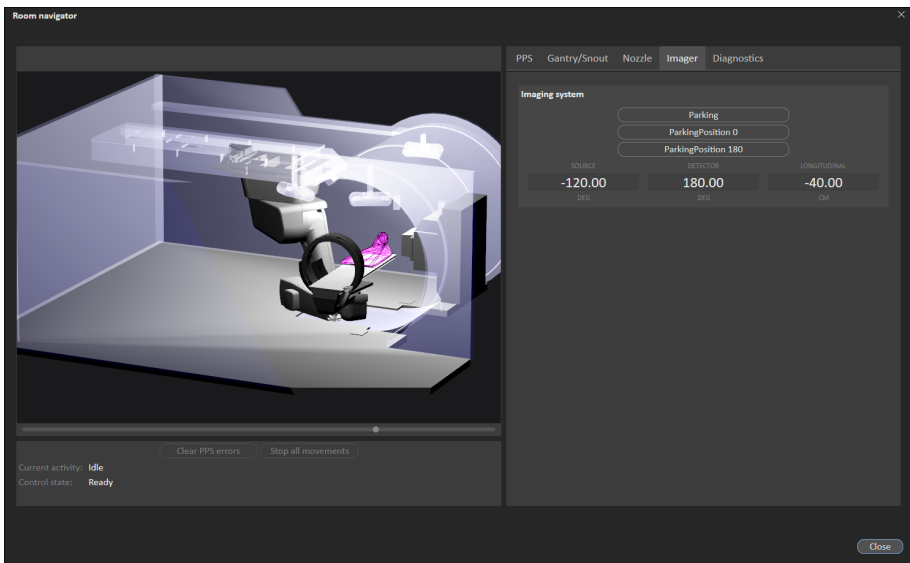 Room navigator
PPS Gantry/Snout Nozzle Imager Diagnostics
Imaging system
Parking
ParkingPosition 0
ParkingPosition 180
SOURCE DETECTOR LONGITUDINAL
-120.00 180.00 -40.00
DEG DEG CM
Clear PPS errors Stop all movements
Current activity: Idle
Control state: Ready
Close